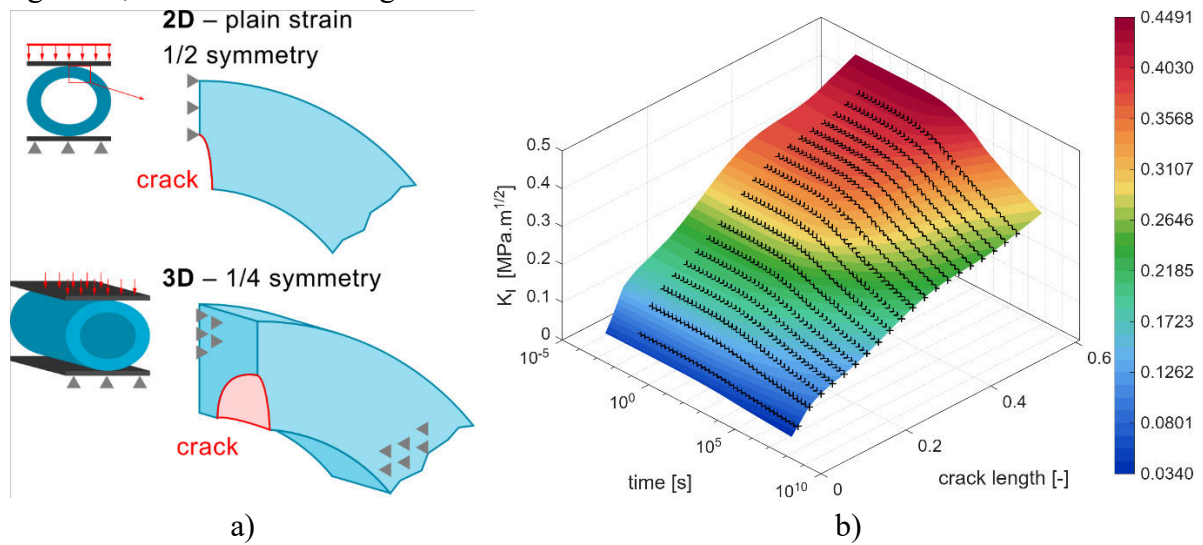 2D – plain strain
1/2 symmetry
crack
3D – 1/4 symmetry
crack
a)
0.5
0.4
0.3
0.2
0.1
0
K_I [MPa.m^{1/2}]
10^{-5}
10^0
10^5
10^{10}
time [s]
0
0.2
0.4
0.6
crack length [-]
0.4491
0.4030
0.3568
0.3107
0.2646
0.2185
0.1723
0.1262
0.0801
0.0340
b)